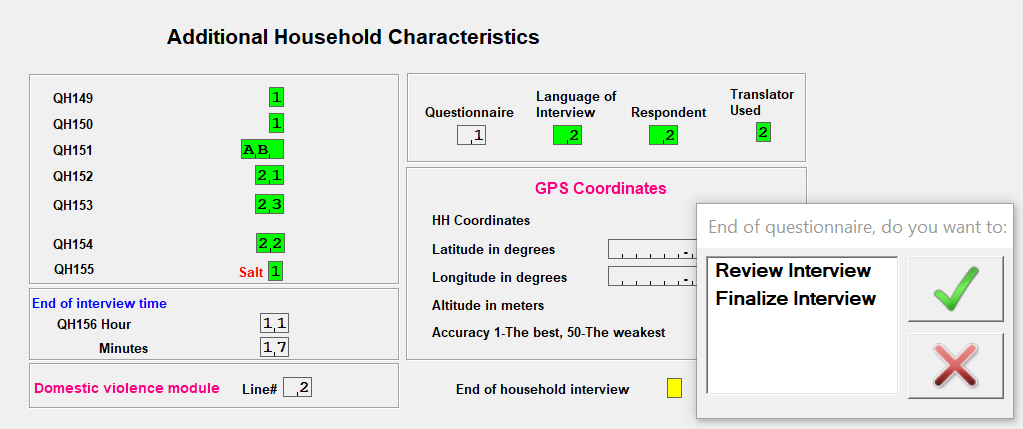 Additional Household Characteristics
QH149 1
QH150 1
QH151 A,B,
QH152 2,1
QH153 2,3
QH154 2,2
QH155 Salt 1
End of interview time
QH156 Hour 1,1
Minutes 1,7
Domestic violence module Line# ,2
Questionnaire ,1
Language of Interview ,2
Respondent ,2
Translator Used 2
GPS Coordinates
HH Coordinates
Latitude in degrees
Longitude in degrees
Altitude in meters
Accuracy 1-The best, 50-The weakest
End of household interview
End of questionnaire, do you want to:
Review Interview
Finalize Interview